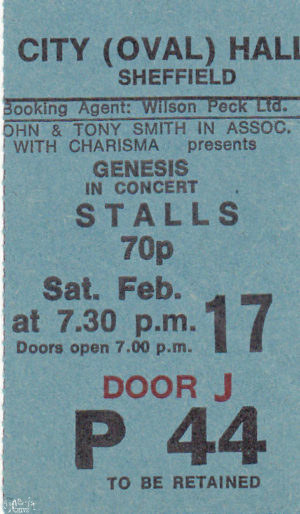 CITY (OVAL) HALL
SHEFFIELD
Booking Agent: Wilson Peck Ltd.
OHN & TONY SMITH IN ASSOC.
WITH CHARISMA presents
GENESIS
IN CONCERT
STALLS
70p
Sat. Feb. 17
at 7.30 p.m.
Doors open 7.00 p.m.
DOOR J
P 44
TO BE RETAINED